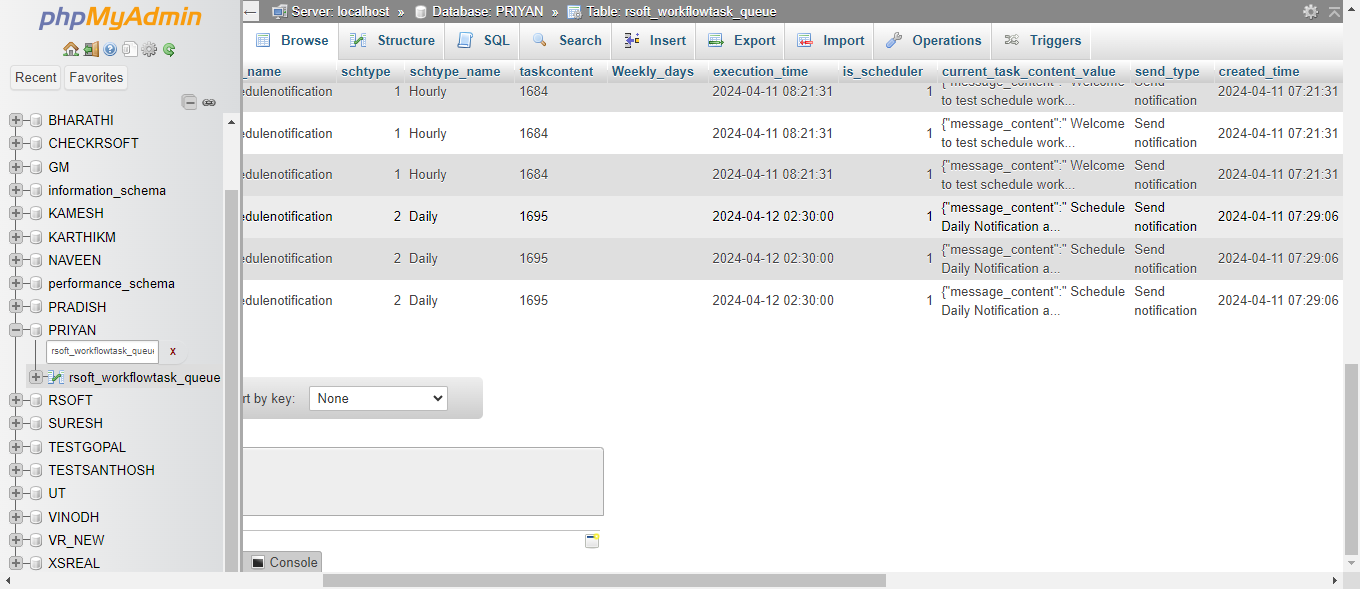 phpMyAdmin
Recent Favorites
BHARATHI
CHECKRSOFT
GM
information_schema
KAMESH
KARTHIKM
NAVEEN
performance_schema
PRADISH
PRIYAN
rsoft_workflowtask_queu X
rsoft_workflowtask_queue
RSOFT
SURESH
TESTGOPAL
TESTSANTHOSH
UT
VINODH
VR_NEW
XSREAL
Server: localhost » Database: PRIYAN » Table: rsoft_workflowtask_queue
Browse Structure SQL Search Insert Export Import Operations Triggers
_name schtype schtype_name taskcontent Weekly_days execution_time is_scheduler current_task_content_value send_type created_time
edulenotification 1 Hourly 1684 2024-04-11 08:21:31 1 {"message_content":" Welcome to test schedule work... Send notification 2024-04-11 07:21:31
edulenotification 1 Hourly 1684 2024-04-11 08:21:31 1 {"message_content":" Welcome to test schedule work... Send notification 2024-04-11 07:21:31
edulenotification 1 Hourly 1684 2024-04-11 08:21:31 1 {"message_content":" Welcome to test schedule work... Send notification 2024-04-11 07:21:31
edulenotification 2 Daily 1695 2024-04-12 02:30:00 1 {"message_content":" Schedule Daily Notification a... Send notification 2024-04-11 07:29:06
edulenotification 2 Daily 1695 2024-04-12 02:30:00 1 {"message_content":" Schedule Daily Notification a... Send notification 2024-04-11 07:29:06
edulenotification 2 Daily 1695 2024-04-12 02:30:00 1 {"message_content":" Schedule Daily Notification a... Send notification 2024-04-11 07:29:06
rt by key: None
Console